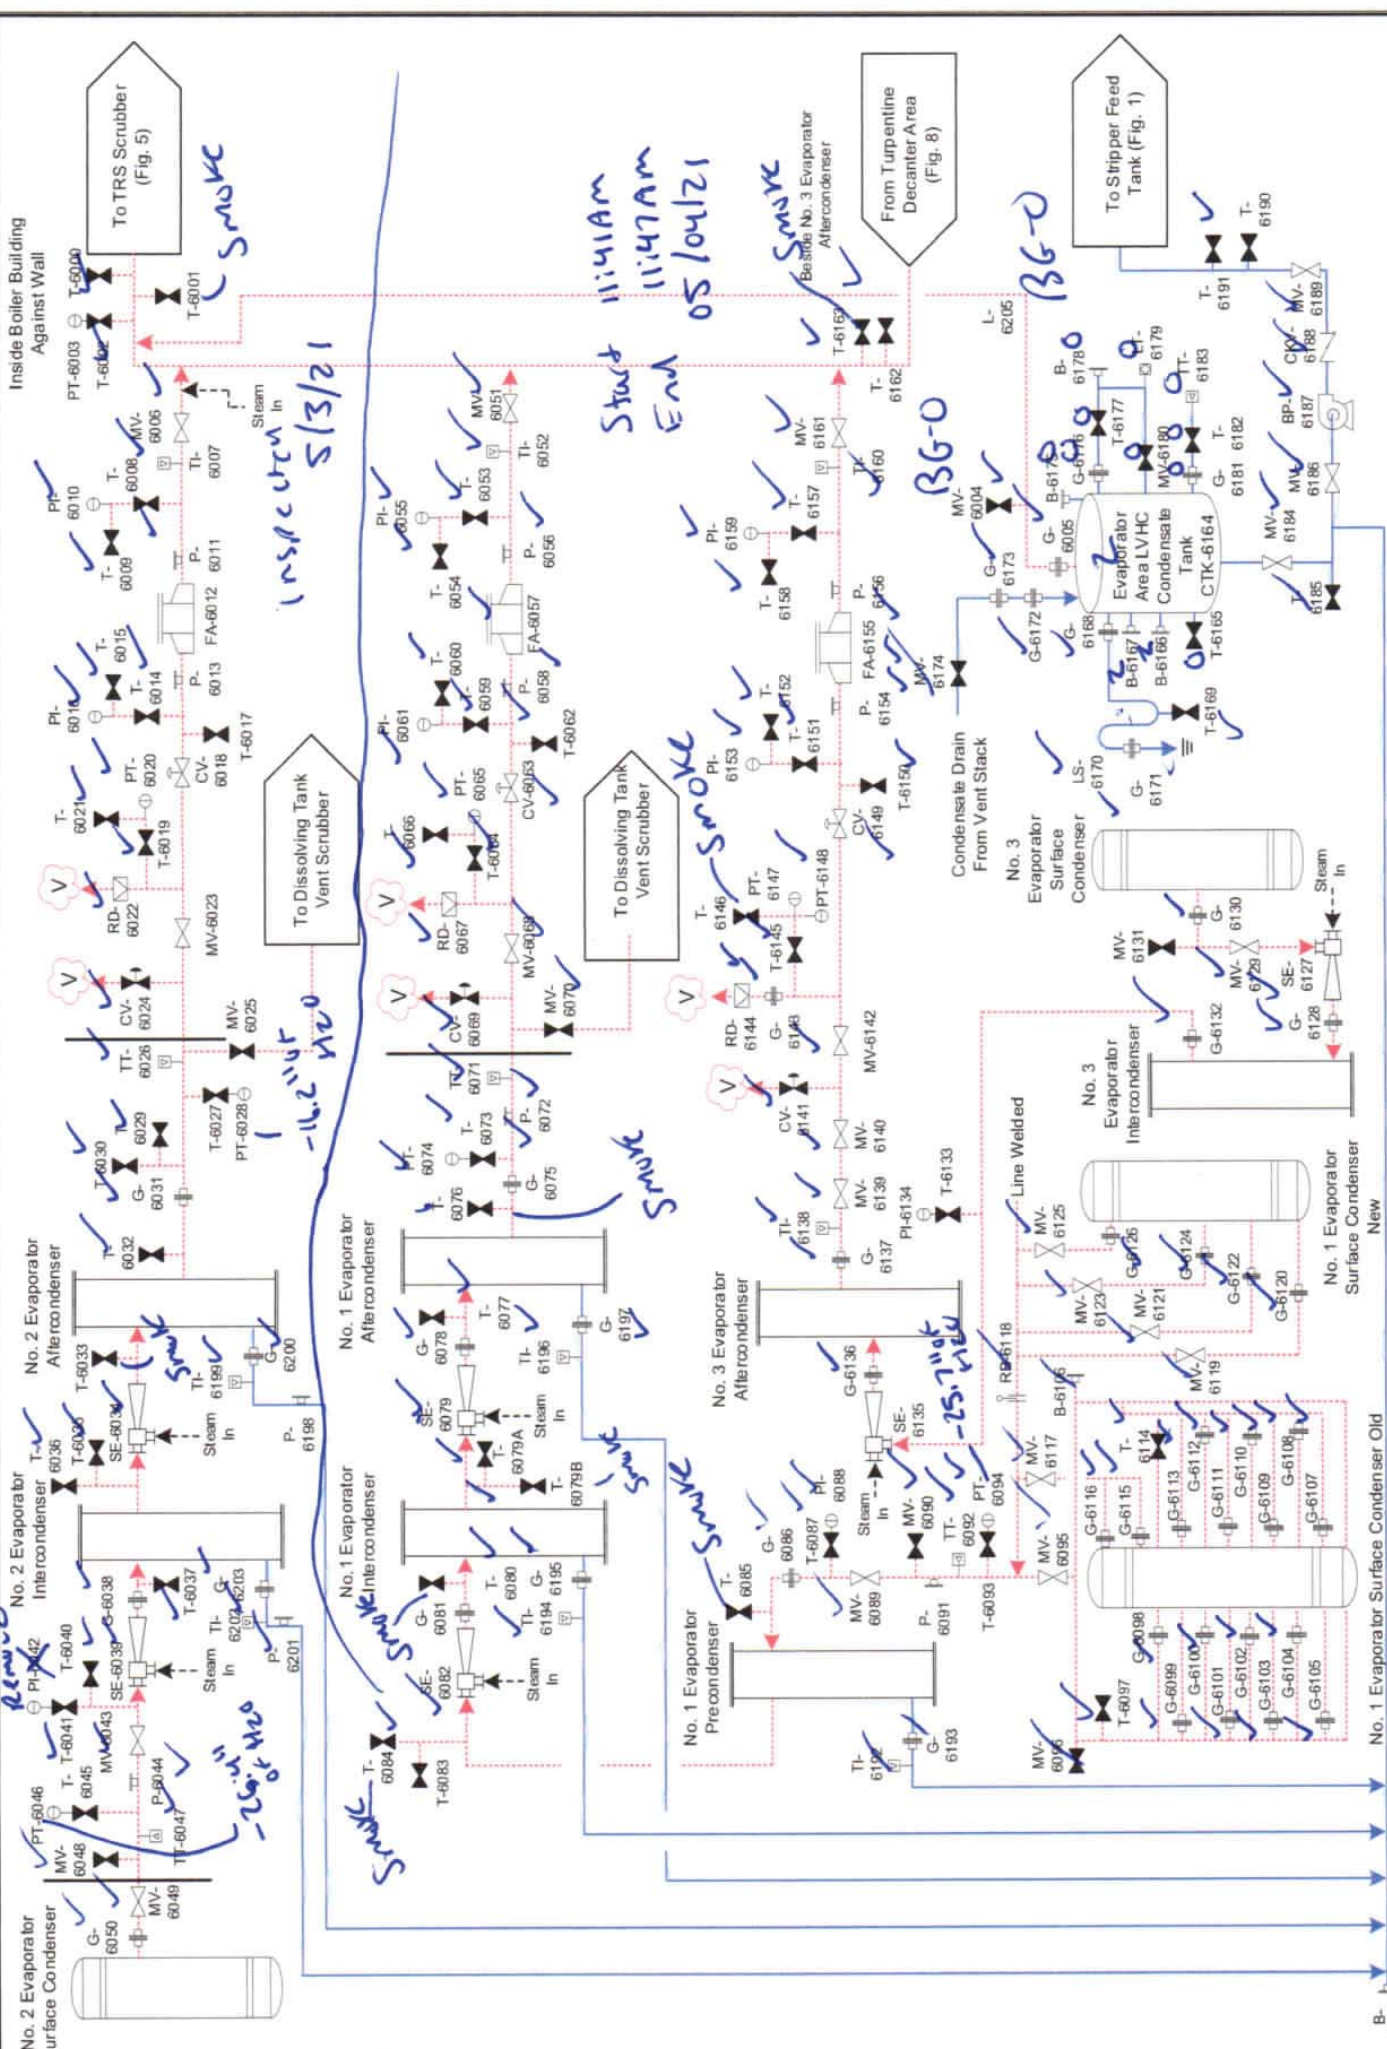 Inside Boiler Building
Against Wall
To TRS Scrubber
(Fig. 5)
PT-6003
T-6002
T-6000
T-6001
SMOKE
Steam
In
MV-
6006
TI-
6007
T-
6008
PI-
6010
T-
6009
P-
6011
FA-6012
P-
6013
T-
6015
T-
6014
PI-
6016
T-6017
CV-
6018
PT-
6020
T-6019
T-
6021
V
RD-
6022
MV-6023
V
CV-
6024
MV-
6025
To Dissolving Tank
Vent Scrubber
TT-
6026
T-6027
PT-6028
-16.2"
H2O
T-
6029
T-6030
G-
6031
T-
6032
No. 2 Evaporator
Aftercondenser
T-6033
Smoke
SE-6034
T-6035
T-
6036
Steam
In
TI-
6199
G-
6200
P-
6198
No. 2 Evaporator
Intercondenser
T-6037
G-6038
SE-6039
T-6040
PI-6042
T-6041
MV-6043
Steam
In
G-
6203
TI-
6202
P-
6201
P-6044
T-
6045
PT-6046
TT-6047
MV-
6048
-26.4"
of H2O
MV-
6049
G-
6050
No. 2 Evaporator
urface Condenser
Inspected
5/3/21
MV-
6051
TI-
6052
T-
6053
PI-
6055
T-
6054
P-
6056
FA-6057
P-
6058
T-
6060
T-
6059
PI-
6061
T-6062
CV-6063
PT-
6065
T-6064
T-
6066
V
RD-
6067
MV-6068
V
CV-
6069
MV-
6070
To Dissolving Tank
Vent Scrubber
TT-
6071
P-
6072
T-
6073
PT-
6074
G-
6075
T-
6076
Smoke
No. 1 Evaporator
Aftercondenser
T-
6077
G-
6078
SE-
6079
Steam
In
T-
6079A
T-
6079B
Smoke
TI-
6196
G-
6197
No. 1 Evaporator
Intercondenser
T-
6080
G-
6081
Smoke
SE-
6082
Steam
In
G-
6195
TI-
6194
T-
6084
T-6083
Smoke
Start 11:41AM
End 11:47AM
05/04/21
From Turpentine
Decanter Area
(Fig. 8)
Smoke
Beside No. 3 Evaporator
Aftercondenser
T-6163
T-
6162
MV-
6161
TI-
6160
T-
6157
PI-
6159
T-
6158
P-
6156
FA-6155
P-
6154
T-
6152
T-
6151
PI-
6153
T-6150
CV-
6149
PT-6148
PT-
6147
T-
6146
SMOKE
T-6145
V
RD-
6144
G-
6143
MV-6142
V
CV-
6141
MV-
6140
MV-
6139
TI-
6138
G-
6137
No. 3 Evaporator
Aftercondenser
G-6136
SE-
6135
Steam
In
PI-6134
T-6133
Smoke
T-
6085
G-
6086
T-6087
PI-
6088
MV-
6089
MV-
6090
P-
6091
TT-
6092
T-6093
PT-
6094
MV-
6095
No. 1 Evaporator
Precondenser
TI-
6192
G-
6193
To Stripper Feed
Tank (Fig. 1)
T-
6191
T-
6190
MV-
6189
CKV-
6188
BP-
6187
MV-
6186
T-
6185
MV-
6184
L-
6205
BG-0
BG-0
B-
6178
0
LT-
6179
0
TT-
6183
T-6177
G-6176
B-6175
MV-6180
T-
6182
G-
6181
MV-
6004
G-
6005
G-
6173
G-6172
MV-
6174
Condensate Drain
From Vent Stack
Evaporator
Area LVHC
Condensate
Tank
CTK-6164
T-6165
B-6166
B-6167
G-
6168
T-6169
LS-
6170
G-
6171
No. 3
Evaporator
Surface
Condenser
G-
6130
MV-
6131
MV-
6129
SE-
6127
Steam
In
G-
6128
G-6132
No. 3
Evaporator
Intercondenser
Line Welded
MV-
6125
G-6126
G-6124
MV-
6123
G-6122
MV-
6121
G-6120
MV-
6119
No. 1 Evaporator
Surface Condenser
New
B-6106
MV-
6117
G-6116
G-6115
T-
6114
G-6113
G-6112
G-6111
G-6110
G-6109
G-6108
G-6107
MV-
6096
T-6097
G-6098
G-6099
G-6100
G-6101
G-6102
G-6103
G-6104
G-6105
No. 1 Evaporator Surface Condenser Old
B-